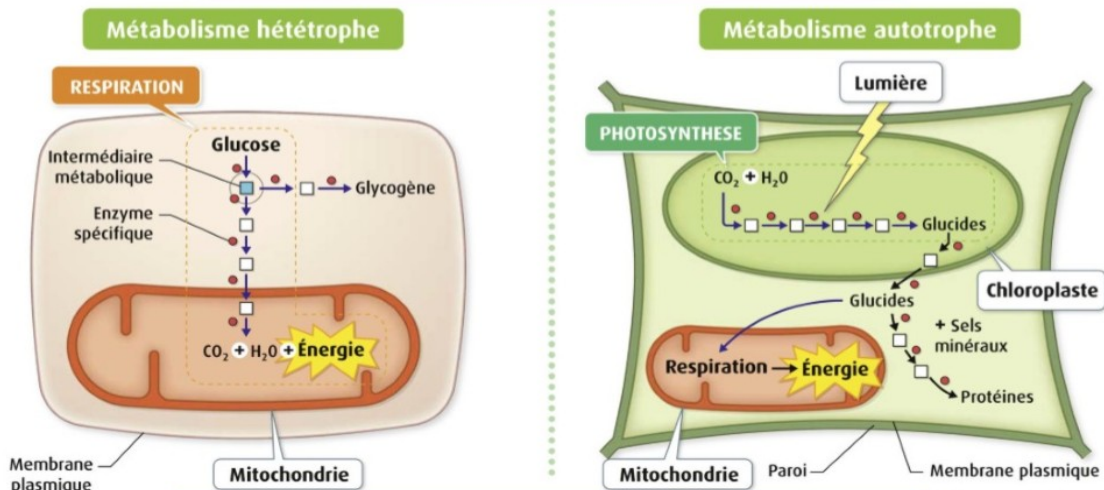 Métabolisme hététrophe
RESPIRATION
Glucose
Intermédiaire
métabolique
Glycogène
Enzyme
spécifique
CO₂ + H₂O + Énergie
Membrane
plasmique
Mitochondrie
Métabolisme autotrophe
Lumière
PHOTOSYNTHESE
CO₂ + H₂O
Glucides
Chloroplaste
Glucides
+ Sels
minéraux
Respiration
Énergie
Protéines
Mitochondrie
Paroi
Membrane plasmique